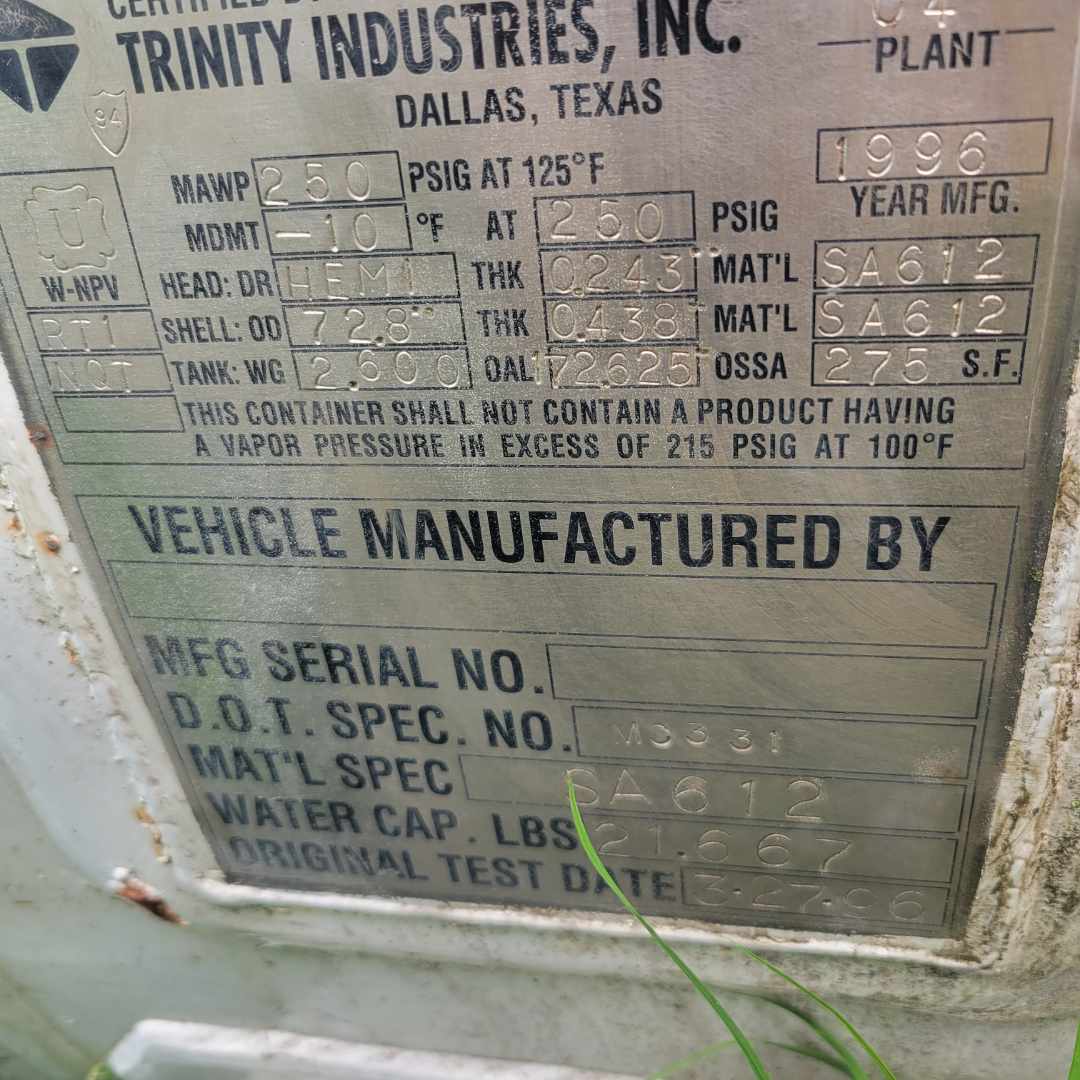 TRINITY INDUSTRIES, INC.
04
PLANT
DALLAS, TEXAS
94
1996
YEAR MFG.
MAWP 250 PSIG AT 125°F
U
W-NPV
MDMT -10 °F AT 250 PSIG
HEAD: DR HEMI THK 0.243" MAT'L SA612
RT1
SHELL: OD 72.8" THK 0.438" MAT'L SA612
NQT
TANK: WG 2.600 OAL 172.625" OSSA 275 S.F.
THIS CONTAINER SHALL NOT CONTAIN A PRODUCT HAVING
A VAPOR PRESSURE IN EXCESS OF 215 PSIG AT 100°F
VEHICLE MANUFACTURED BY
MFG SERIAL NO.
D.O.T. SPEC. NO. MC331
MAT'L SPEC SA612
WATER CAP. LBS 21.667
ORIGINAL TEST DATE 3-27-96